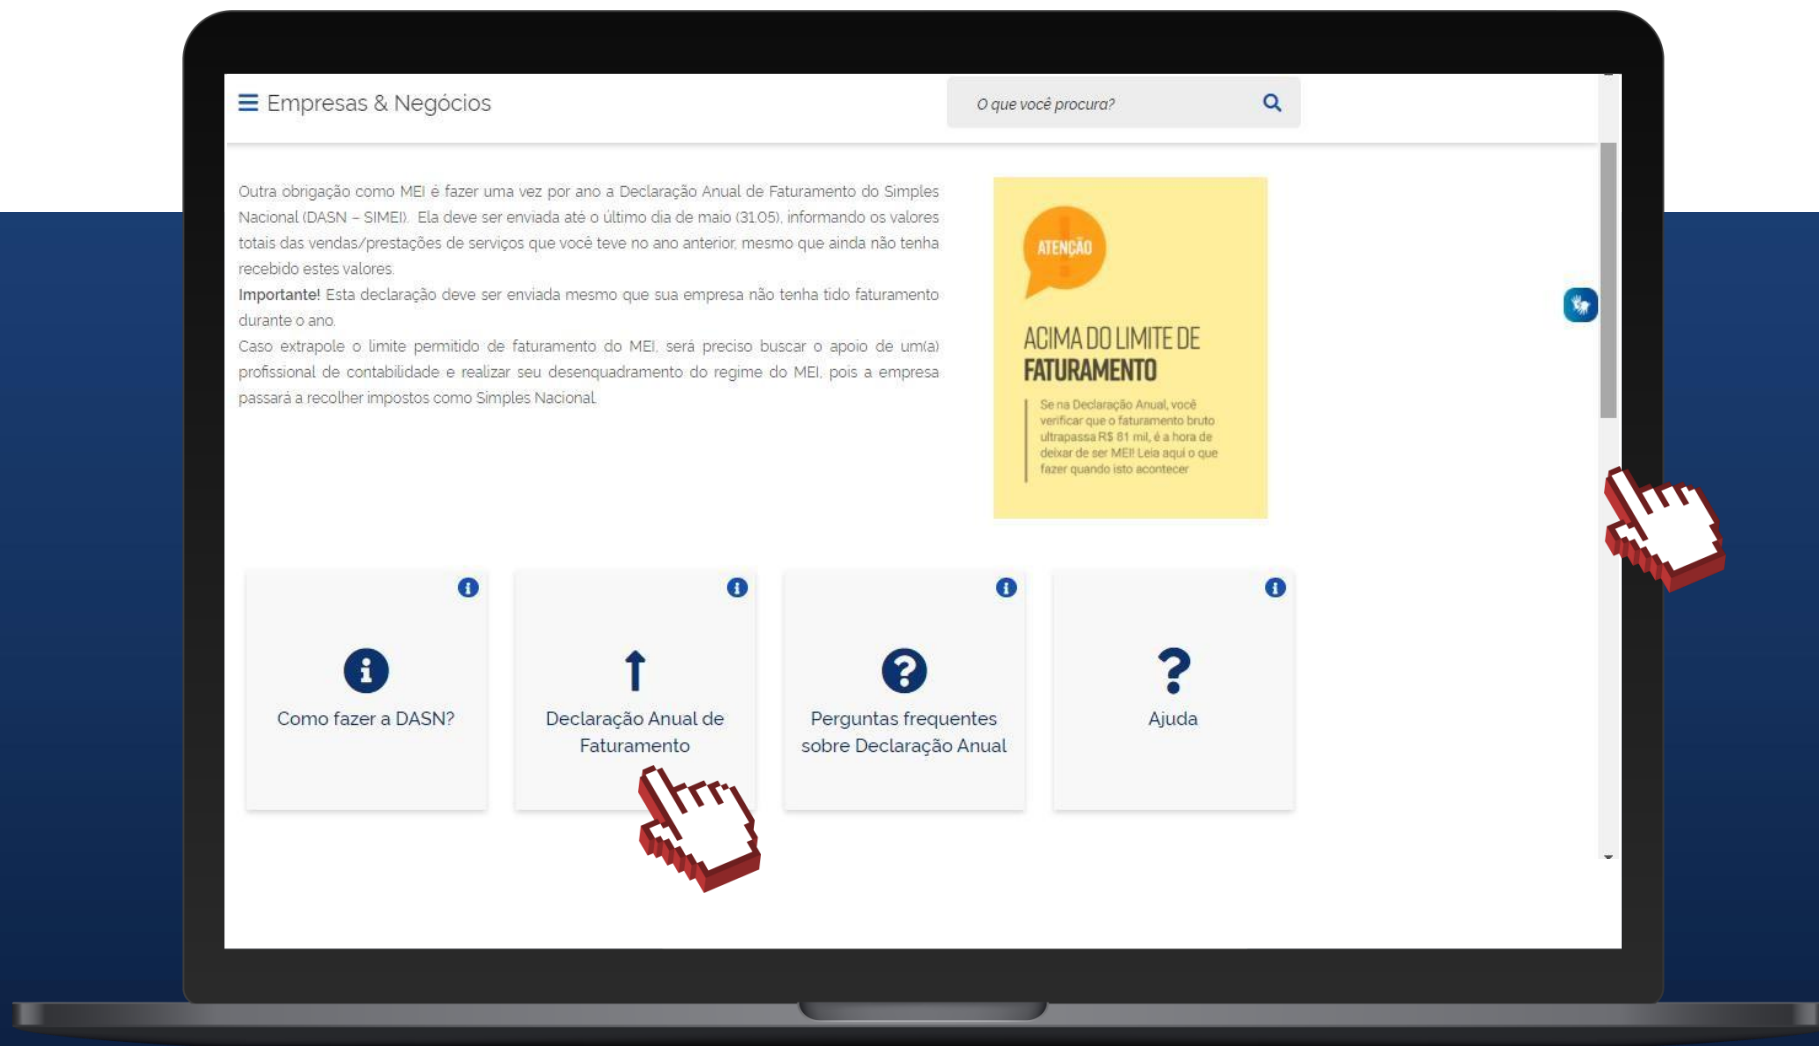 Empresas & Negócios
O que você procura?
Outra obrigação como MEI é fazer uma vez por ano a Declaração Anual de Faturamento do Simples
Nacional (DASN – SIMEI). Ela deve ser enviada até o último dia de maio (31.05), informando os valores
totais das vendas/prestações de serviços que você teve no ano anterior, mesmo que ainda não tenha
recebido estes valores.
Importante! Esta declaração deve ser enviada mesmo que sua empresa não tenha tido faturamento
durante o ano.
Caso extrapole o limite permitido de faturamento do MEI, será preciso buscar o apoio de um(a)
profissional de contabilidade e realizar seu desenquadramento do regime do MEI, pois a empresa
passará a recolher impostos como Simples Nacional.
ATENÇÃO
ACIMA DO LIMITE DE
FATURAMENTO
Se na Declaração Anual, você
verificar que o faturamento bruto
ultrapassa R$ 81 mil, é a hora de
deixar de ser MEI! Leia aqui o que
fazer quando isto acontecer
Como fazer a DASN?
Declaração Anual de
Faturamento
Perguntas frequentes
sobre Declaração Anual
Ajuda